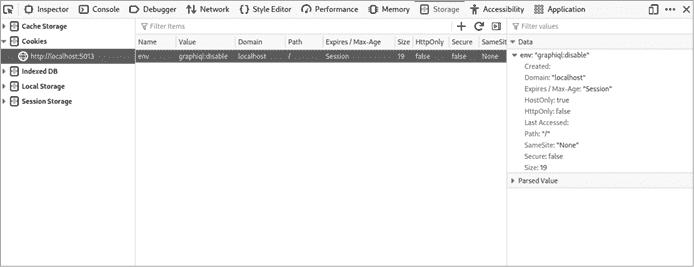 Inspector Console Debugger Network Style Editor Performance Memory Storage Accessibility Application
Cache Storage
Cookies
http://localhost:5013
Indexed DB
Local Storage
Session Storage
Filter Items
Name Value Domain Path Expires / Max-Age Size HttpOnly Secure SameSit
env graphiql:disable localhost / Session 19 false false None
Filter values
Data
env: "graphiql:disable"
Created:
Domain: "localhost"
Expires / Max-Age: "Session"
HostOnly: true
HttpOnly: false
Last Accessed:
Path: "/"
SameSite: "None"
Secure: false
Size: 19
Parsed Value